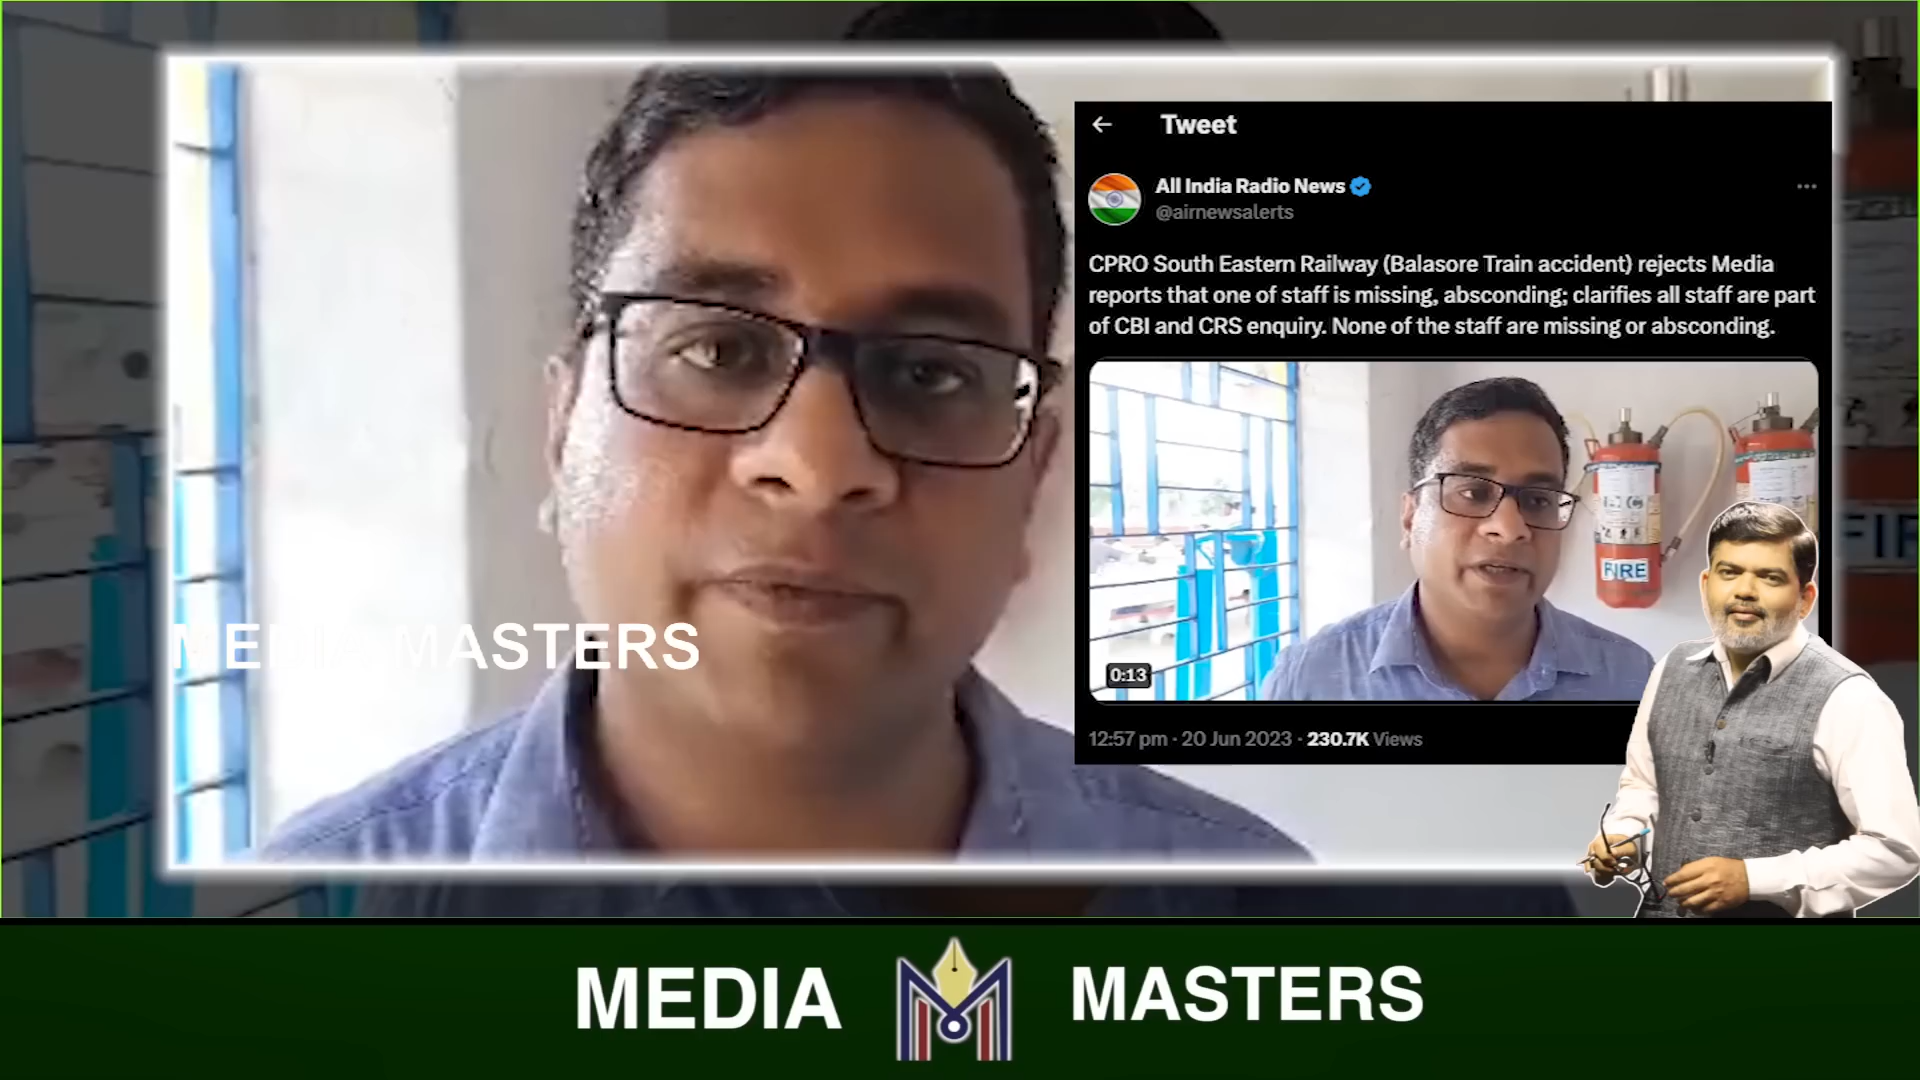 Tweet
All India Radio News
@airnewsalerts
CPRO South Eastern Railway (Balasore Train accident) rejects Media
reports that one of staff is missing, absconding; clarifies all staff are part
of CBI and CRS enquiry. None of the staff are missing or absconding.
FIRE
0:13
12:57 pm · 20 Jun 2023 · 230.7K Views
MEDIA MASTERS
MEDIA MASTERS